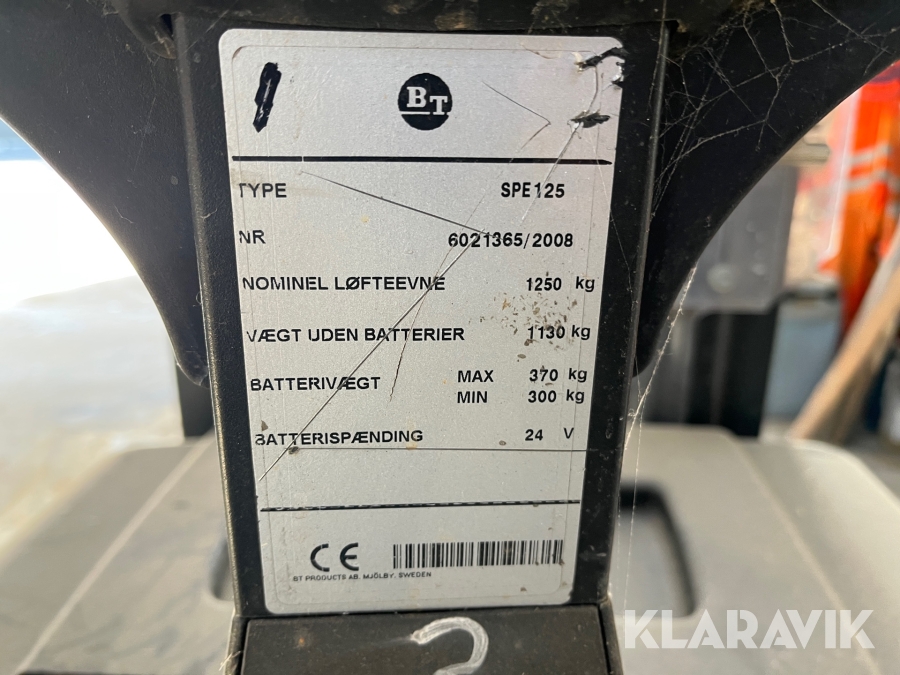 BT
TYPE SPE125
NR 6021365/2008
NOMINEL LØFTEEVNE 1250 kg
VÆGT UDEN BATTERIER 1130 kg
BATTERIVÆGT MAX 370 kg
MIN 300 kg
BATTERISPÆNDING 24 V
CE
BT PRODUCTS AB, MJÖLBY, SWEDEN
KLARAVIK